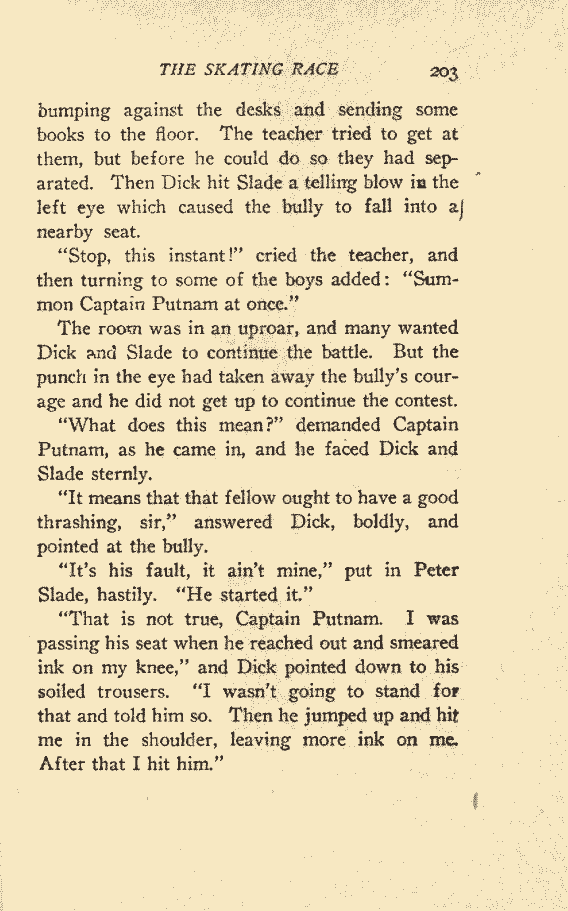 THE SKATING RACE 203
bumping against the desks and sending some
books to the floor. The teacher tried to get at
them, but before he could do so they had sep-
arated. Then Dick hit Slade a telling blow in the
left eye which caused the bully to fall into a
nearby seat.
"Stop, this instant!" cried the teacher, and
then turning to some of the boys added: "Sum-
mon Captain Putnam at once."
The room was in an uproar, and many wanted
Dick and Slade to continue the battle. But the
punch in the eye had taken away the bully's cour-
age and he did not get up to continue the contest.
"What does this mean?" demanded Captain
Putnam, as he came in, and he faced Dick and
Slade sternly.
"It means that that fellow ought to have a good
thrashing, sir," answered Dick, boldly, and
pointed at the bully.
"It's his fault, it ain't mine," put in Peter
Slade, hastily. "He started it."
"That is not true, Captain Putnam. I was
passing his seat when he reached out and smeared
ink on my knee," and Dick pointed down to his
soiled trousers. "I wasn't going to stand for
that and told him so. Then he jumped up and hit
me in the shoulder, leaving more ink on me.
After that I hit him."